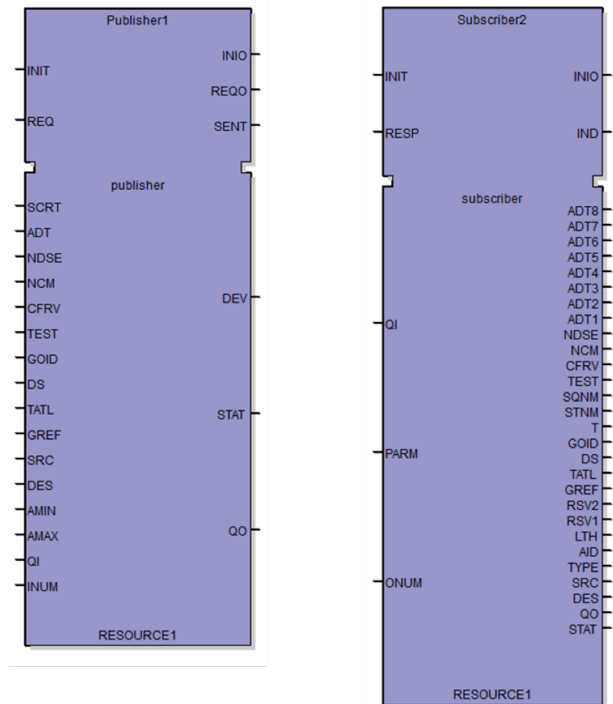 Publisher1
INIT
REQ
INIO
REQO
SENT
publisher
SCRT
ADT
NDSE
NCM
CFRV
TEST
GOID
DS
TATL
GREF
SRC
DES
AMIN
AMAX
QI
INUM
DEV
STAT
QO
RESOURCE1
Subscriber2
INIT
RESP
INIO
IND
subscriber
QI
PARM
ONUM
ADT8
ADT7
ADT6
ADT5
ADT4
ADT3
ADT2
ADT1
NDSE
NCM
CFRV
TEST
SQNM
STNM
T
GOID
DS
TATL
GREF
RSV2
RSV1
LTH
AID
TYPE
SRC
DES
QO
STAT
RESOURCE1